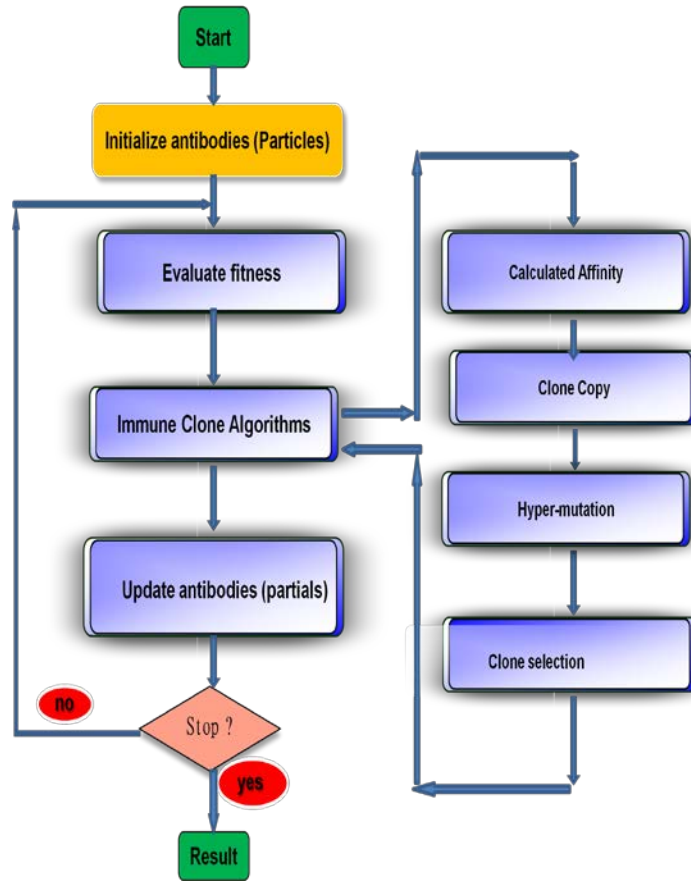 Start
Initialize antibodies (Particles)
Evaluate fitness
Immune Clone Algorithms
Update antibodies (partials)
Stop ?
no
yes
Result
Calculated Affinity
Clone Copy
Hyper-mutation
Clone selection